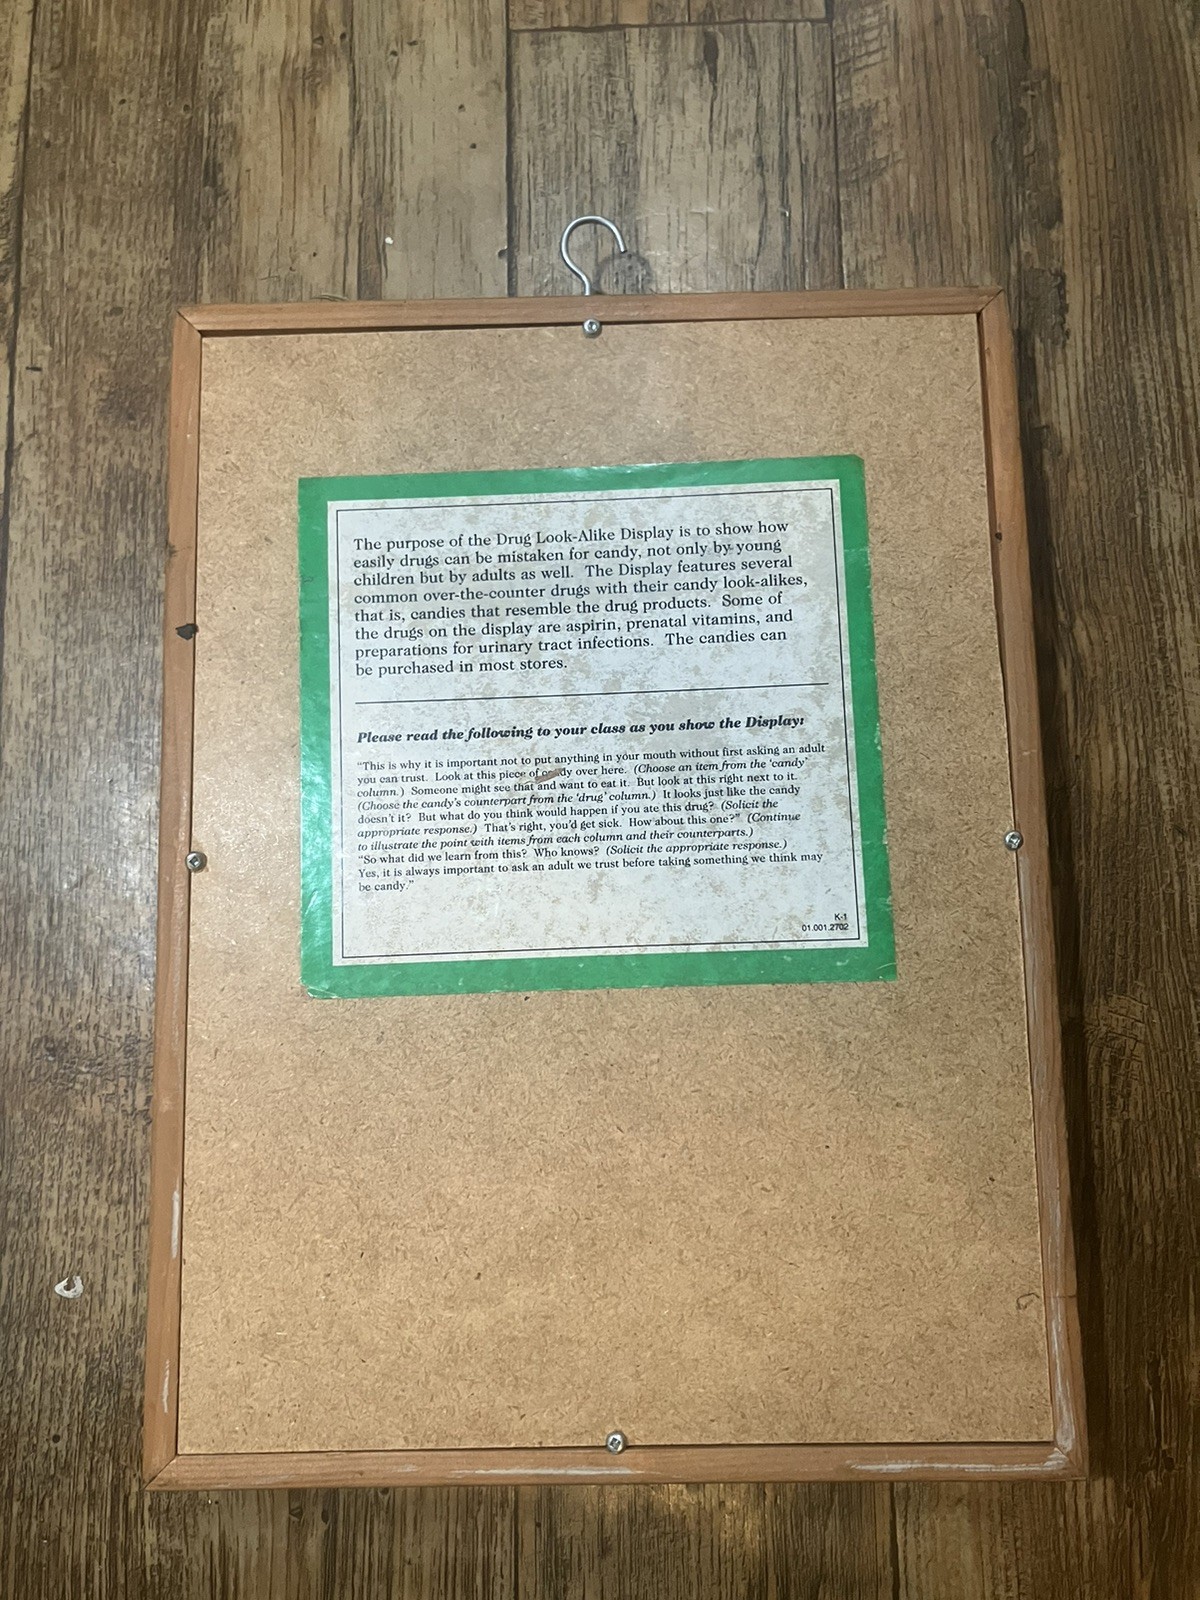 The purpose of the Drug Look-Alike Display is to show how
easily drugs can be mistaken for candy, not only by young
children but by adults as well. The Display features several
common over-the-counter drugs with their candy look-alikes,
that is, candies that resemble the drug products. Some of
the drugs on the display are aspirin, prenatal vitamins, and
preparations for urinary tract infections. The candies can
be purchased in most stores.
Please read the following to your class as you show the Display:
"This is why it is important not to put anything in your mouth without first asking an adult
you can trust. Look at this piece of candy over here. (Choose an item from the 'candy'
column.) Someone might see that and want to eat it. But look at this right next to it.
(Choose the candy's counterpart from the 'drug' column.) It looks just like the candy
doesn't it? But what do you think would happen if you ate this drug? (Solicit the
appropriate response.) That's right, you'd get sick. How about this one?" (Continue
to illustrate the point with items from each column and their counterparts.)
"So what did we learn from this? Who knows? (Solicit the appropriate response.)
Yes, it is always important to ask an adult we trust before taking something we think may
be candy."
K-1
01.001.2702